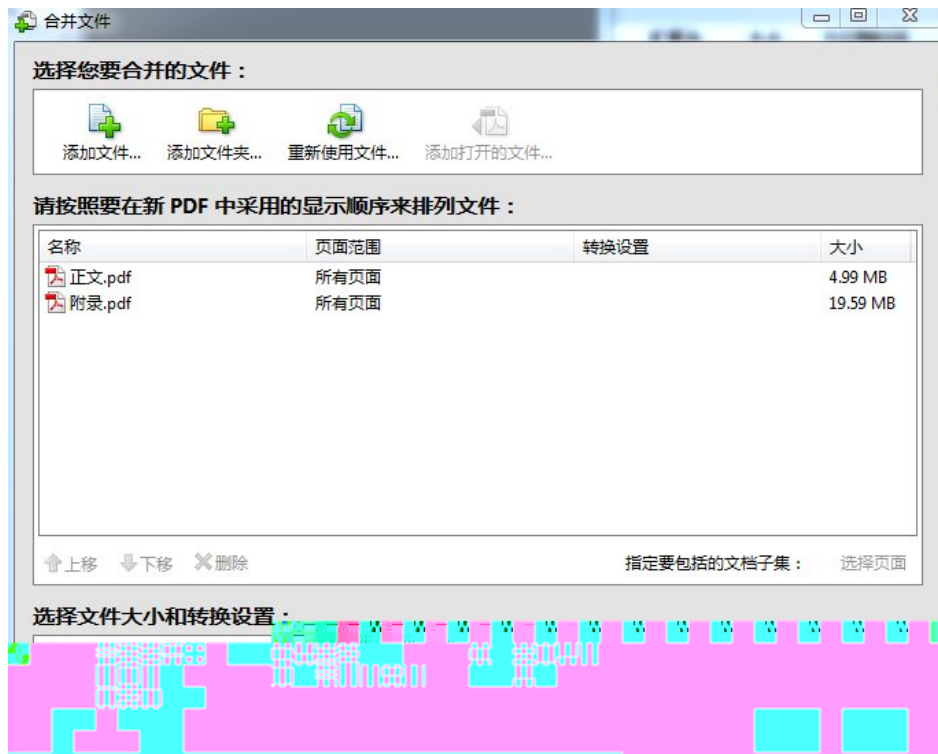 合并文件
选择您要合并的文件：
添加文件... 添加文件夹... 重新使用文件... 添加打开的文件...
请按照要在新 PDF 中采用的显示顺序来排列文件：
名称 页面范围 转换设置 大小
正文.pdf 所有页面 4.99 MB
附录.pdf 所有页面 19.59 MB
上移 下移 删除 指定要包括的文档子集： 选择页面
选择文件大小和转换设置：